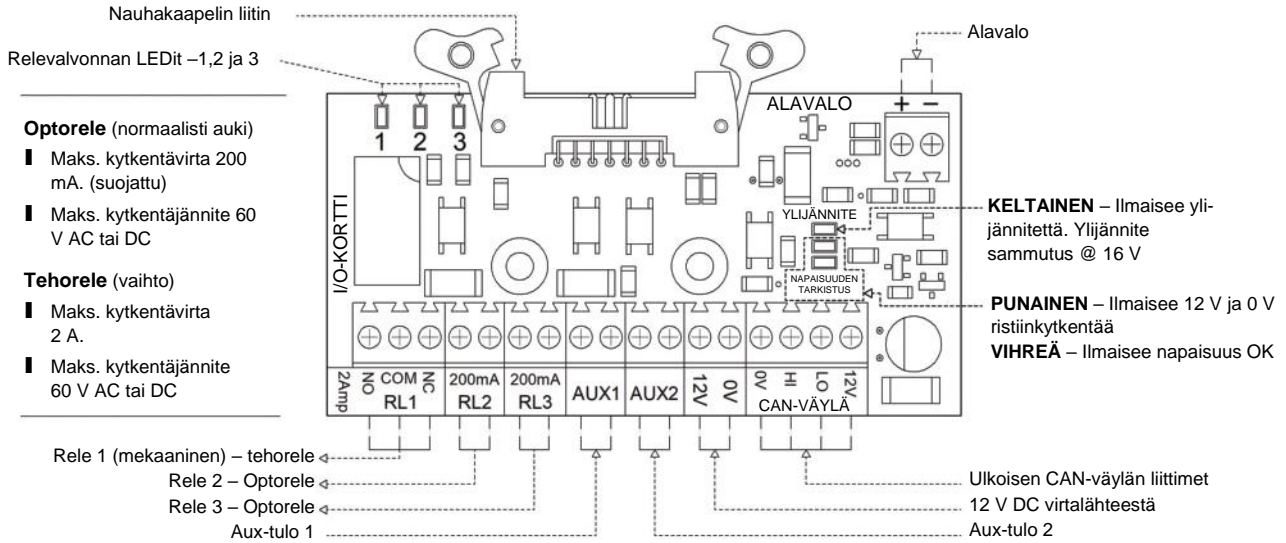 Nauhakaapelin liitin
Alavalo
Relevalvonnan LEDit –1,2 ja 3
Optorele (normaalisti auki)
Maks. kytkentävirta 200
mA. (suojattu)
Maks. kytkentäjännite 60
V AC tai DC
Tehorele (vaihto)
Maks. kytkentävirta
2 A.
Maks. kytkentäjännite
60 V AC tai DC
1 2 3
ALAVALO
+ −
I/O-KORTTI
YLIJÄNNITE
NAPAISUUDEN
TARKISTUS
KELTAINEN – Ilmaisee yli-
jännitettä. Ylijännite
sammutus @ 16 V
PUNAINEN – Ilmaisee 12 V ja 0 V
ristiinkytkentää
VIHREÄ – Ilmaisee napaisuus OK
2Amp
NO COM NC
RL1
200mA
RL2
200mA
RL3
AUX1
AUX2
12V 0V
0V HI LO 12V
CAN-VÄYLÄ
Rele 1 (mekaaninen) – tehorele
Rele 2 – Optorele
Rele 3 – Optorele
Aux-tulo 1
Ulkoisen CAN-väylän liittimet
12 V DC virtalähteestä
Aux-tulo 2